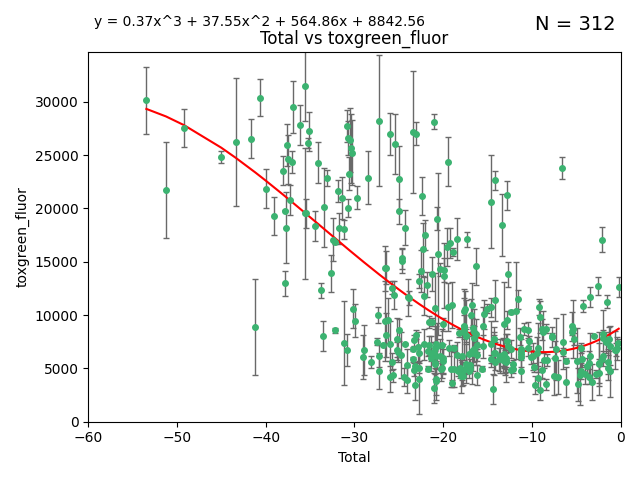 y = 0.37x^3 + 37.55x^2 + 564.86x + 8842.56
N = 312
Total vs toxgreen_fluor
30000
25000
20000
15000
10000
5000
0
toxgreen_fluor
−60 −50 −40 −30 −20 −10 0
Total